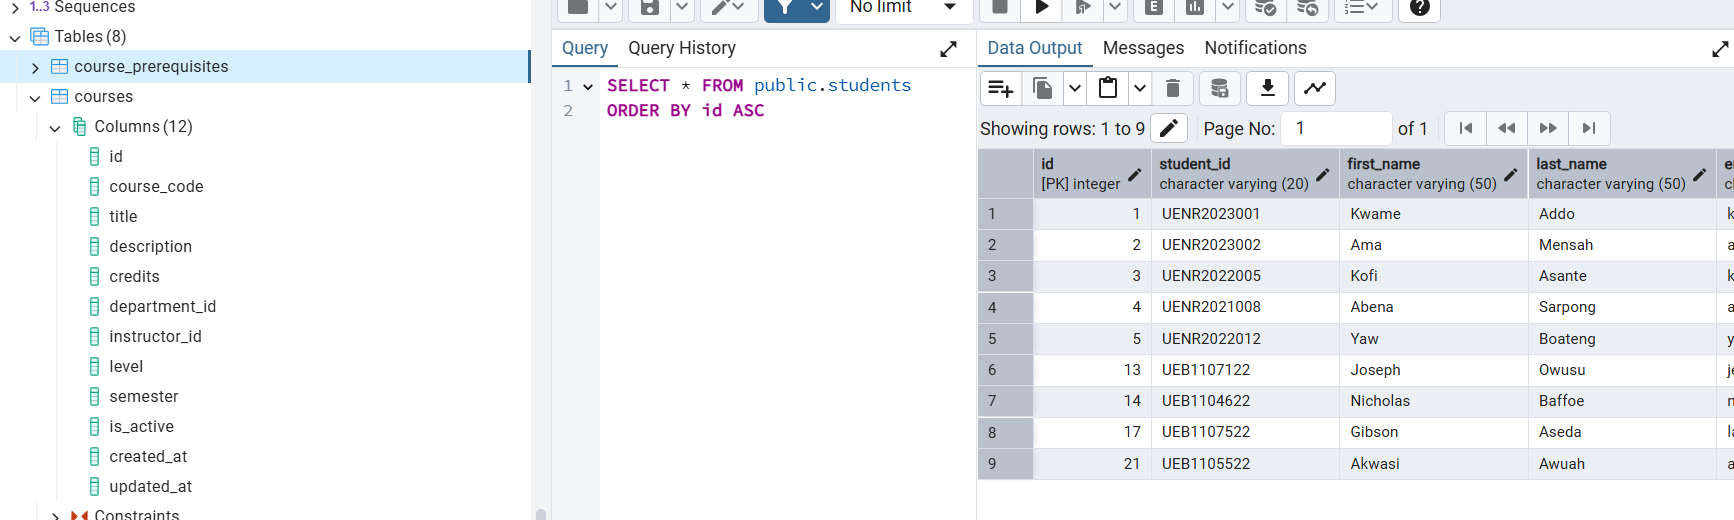 1..3 Sequences
Tables (8)
course_prerequisites
courses
Columns (12)
id
course_code
title
description
credits
department_id
instructor_id
level
semester
is_active
created_at
updated_at
Constraints
No limit
Query Query History
1 SELECT * FROM public.students
2 ORDER BY id ASC
Data Output Messages Notifications
Showing rows: 1 to 9 Page No: 1 of 1
id student_id first_name last_name
[PK] integer character varying (20) character varying (50) character varying (50)
1 1 UENR2023001 Kwame Addo k
2 2 UENR2023002 Ama Mensah a
3 3 UENR2022005 Kofi Asante k
4 4 UENR2021008 Abena Sarpong a
5 5 UENR2022012 Yaw Boateng y
6 13 UEB1107122 Joseph Owusu
7 14 UEB1104622 Nicholas Baffoe
8 17 UEB1107522 Gibson Aseda
9 21 UEB1105522 Akwasi Awuah a